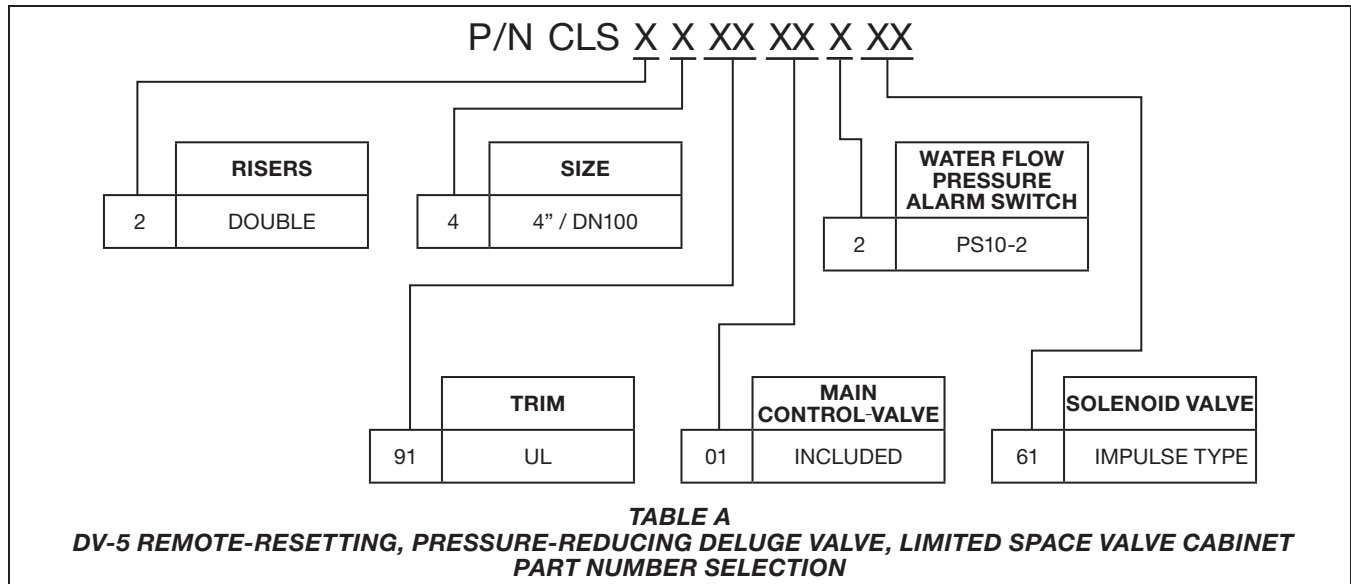 P/N CLS X X XX XX X XX
RISERS
2 DOUBLE
SIZE
4 4” / DN100
WATER FLOW
PRESSURE
ALARM SWITCH
2 PS10-2
TRIM
91 UL
MAIN
CONTROL-VALVE
01 INCLUDED
SOLENOID VALVE
61 IMPULSE TYPE
TABLE A
DV-5 REMOTE-RESETTING, PRESSURE-REDUCING DELUGE VALVE, LIMITED SPACE VALVE CABINET
PART NUMBER SELECTION